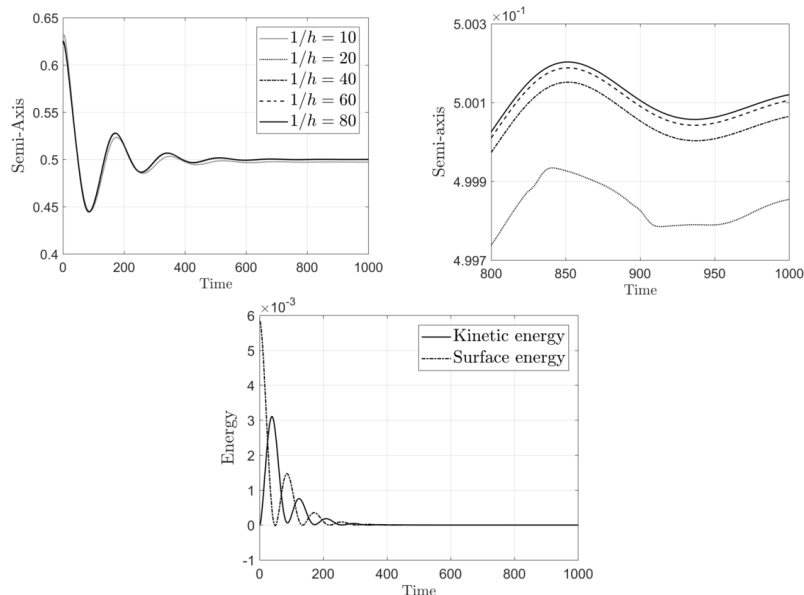 0.65
0.6
0.55
0.5
0.45
0.4
Semi-Axis
1/h = 10
1/h = 20
1/h = 40
1/h = 60
1/h = 80
0 200 400 600 800 1000
Time
×10⁻¹
5.003
5.001
4.999
4.997
Semi-axis
800 850 900 950 1000
Time
×10⁻³
6
5
4
3
2
1
0
-1
Energy
Kinetic energy
Surface energy
0 200 400 600 800 1000
Time